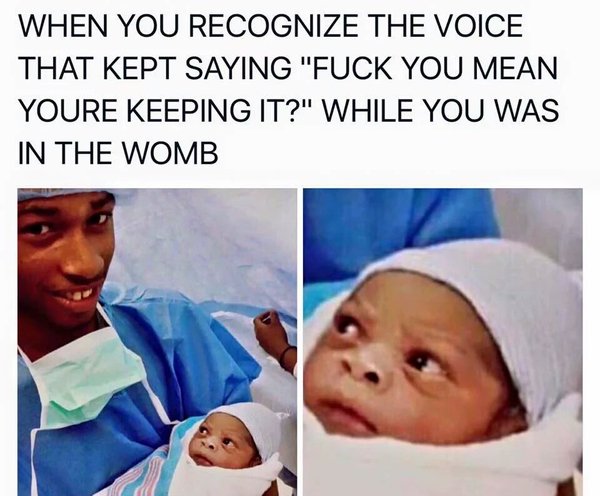 WHEN YOU RECOGNIZE THE VOICE
THAT KEPT SAYING "FUCK YOU MEAN
YOURE KEEPING IT?" WHILE YOU WAS
IN THE WOMB